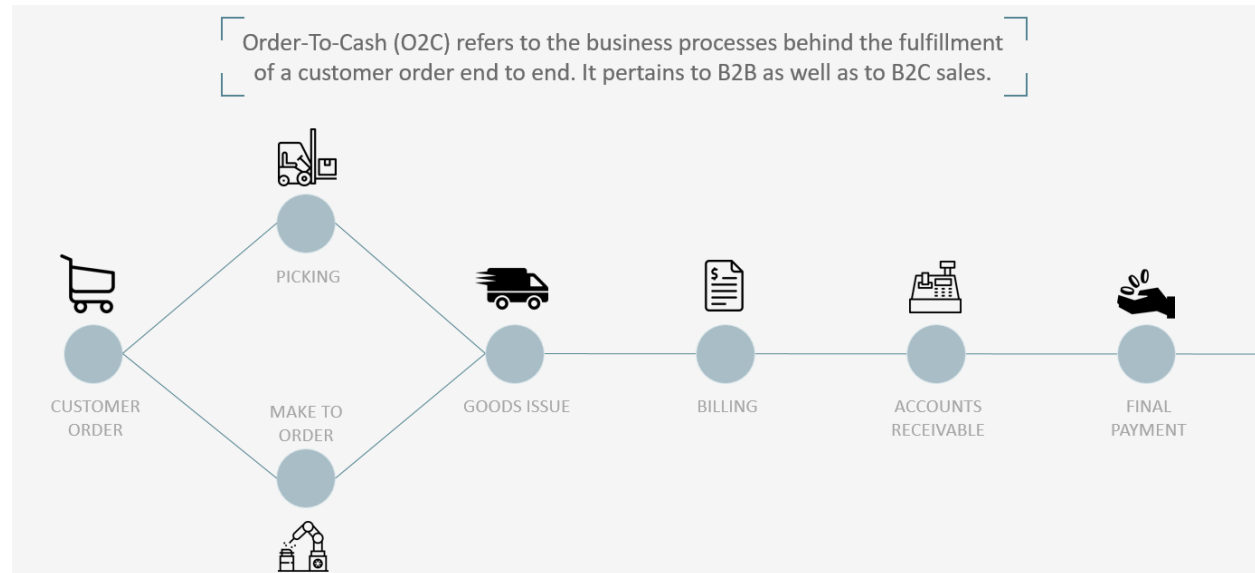 Order-To-Cash (O2C) refers to the business processes behind the fulfillment
of a customer order end to end. It pertains to B2B as well as to B2C sales.
PICKING
CUSTOMER
ORDER
MAKE TO
ORDER
GOODS ISSUE
$
BILLING
ACCOUNTS
RECEIVABLE
FINAL
PAYMENT